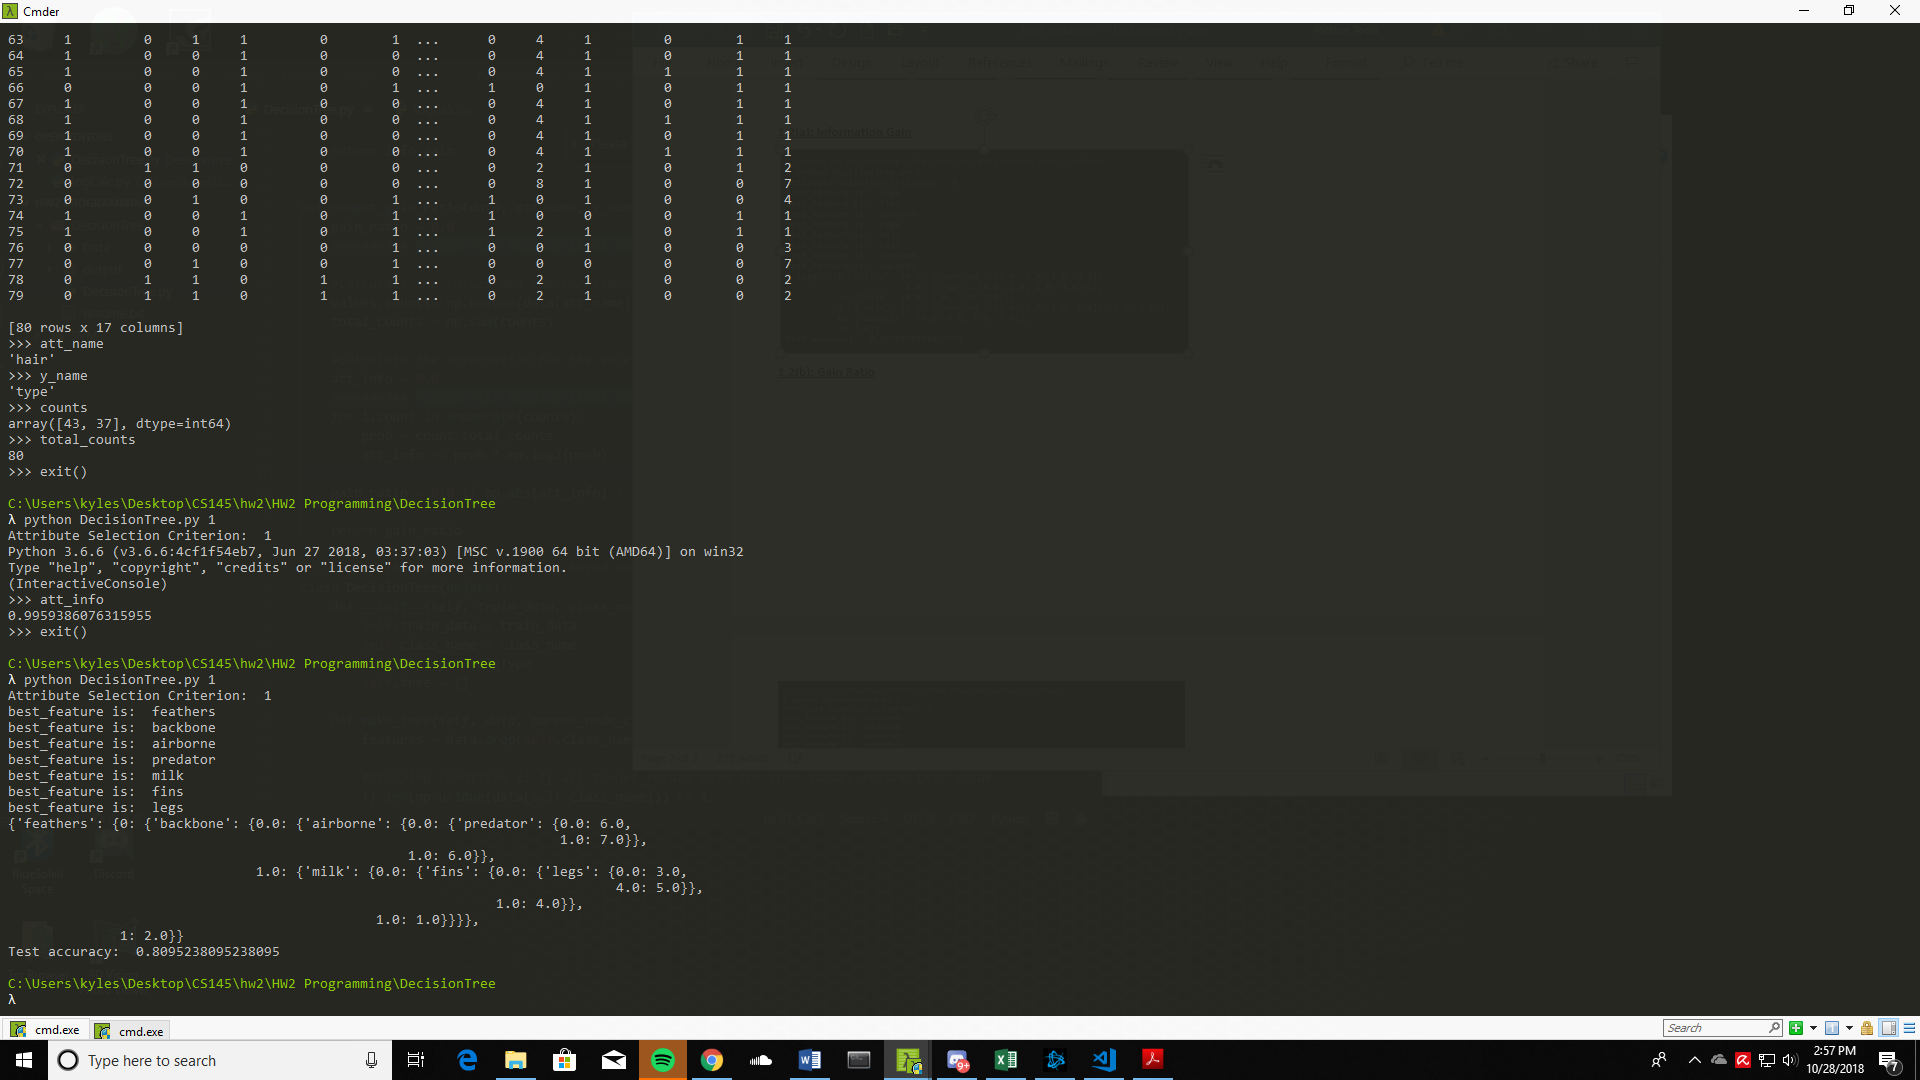 Cmder
63 1 0 1 1 0 1 ... 0 4 1 0 1 1
64 1 0 0 1 0 0 ... 0 4 1 0 1 1
65 1 0 0 1 0 0 ... 0 4 1 1 1 1
66 0 0 0 1 0 1 ... 1 0 1 0 1 1
67 1 0 0 1 0 0 ... 0 4 1 0 1 1
68 1 0 0 1 0 0 ... 0 4 1 1 1 1
69 1 0 0 1 0 0 ... 0 4 1 0 1 1
70 1 0 0 1 0 0 ... 0 4 1 1 1 1
71 0 1 1 0 0 0 ... 0 2 1 0 1 2
72 0 0 1 0 0 0 ... 0 8 1 0 0 7
73 0 0 1 0 0 1 ... 1 0 1 0 0 4
74 1 0 0 1 0 1 ... 1 0 0 0 1 1
75 1 0 0 1 0 1 ... 1 2 1 0 1 1
76 0 0 0 0 0 1 ... 0 0 1 0 0 3
77 0 0 1 0 0 1 ... 0 0 0 0 0 7
78 0 1 1 0 1 1 ... 0 2 1 0 0 2
79 0 1 1 0 1 1 ... 0 2 1 0 0 2
[80 rows x 17 columns]
>>> att_name
'hair'
>>> y_name
'type'
>>> counts
array([43, 37], dtype=int64)
>>> total_counts
80
>>> exit()
C:\Users\kyles\Desktop\CS145\hw2\HW2 Programming\DecisionTree
λ python DecisionTree.py 1
Attribute Selection Criterion:  1
Python 3.6.6 (v3.6.6:4cf1f54eb7, Jun 27 2018, 03:37:03) [MSC v.1900 64 bit (AMD64)] on win32
Type "help", "copyright", "credits" or "license" for more information.
(InteractiveConsole)
>>> att_info
0.9959386076315955
>>> exit()
C:\Users\kyles\Desktop\CS145\hw2\HW2 Programming\DecisionTree
λ python DecisionTree.py 1
Attribute Selection Criterion:  1
best_feature is:  feathers
best_feature is:  backbone
best_feature is:  airborne
best_feature is:  predator
best_feature is:  milk
best_feature is:  fins
best_feature is:  legs
{'feathers': {0: {'backbone': {0.0: {'airborne': {0.0: {'predator': {0.0: 6.0,
1.0: 7.0}},
1.0: 6.0}},
1.0: {'milk': {0.0: {'fins': {0.0: {'legs': {0.0: 3.0,
4.0: 5.0}},
1.0: 4.0}},
1.0: 1.0}}}},
1: 2.0}}
Test accuracy:  0.8095238095238095
C:\Users\kyles\Desktop\CS145\hw2\HW2 Programming\DecisionTree
λ
cmd.exe
cmd.exe
Search
Type here to search
9+
2:57 PM
10/28/2018
7